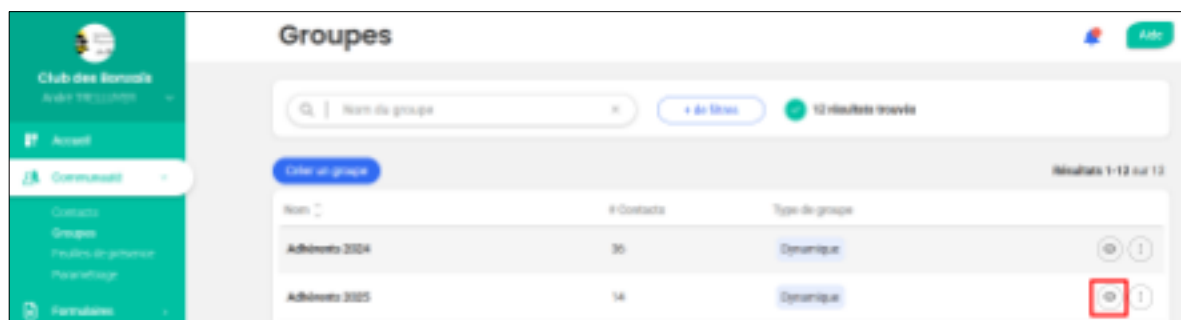 Groupes
Aide
Club des Bonsaïs
André
Nom du groupe
+ de filtres
12 résultats trouvés
Accueil
Communauté
Créer un groupe
Résultats 1-12 sur 12
Contacts
Groupes
Feuilles de présence
Paramétrage
Formulaires
Nom
# Contacts
Type de groupe
Adhérents 2024
36
Dynamique
Adhérents 2025
14
Dynamique